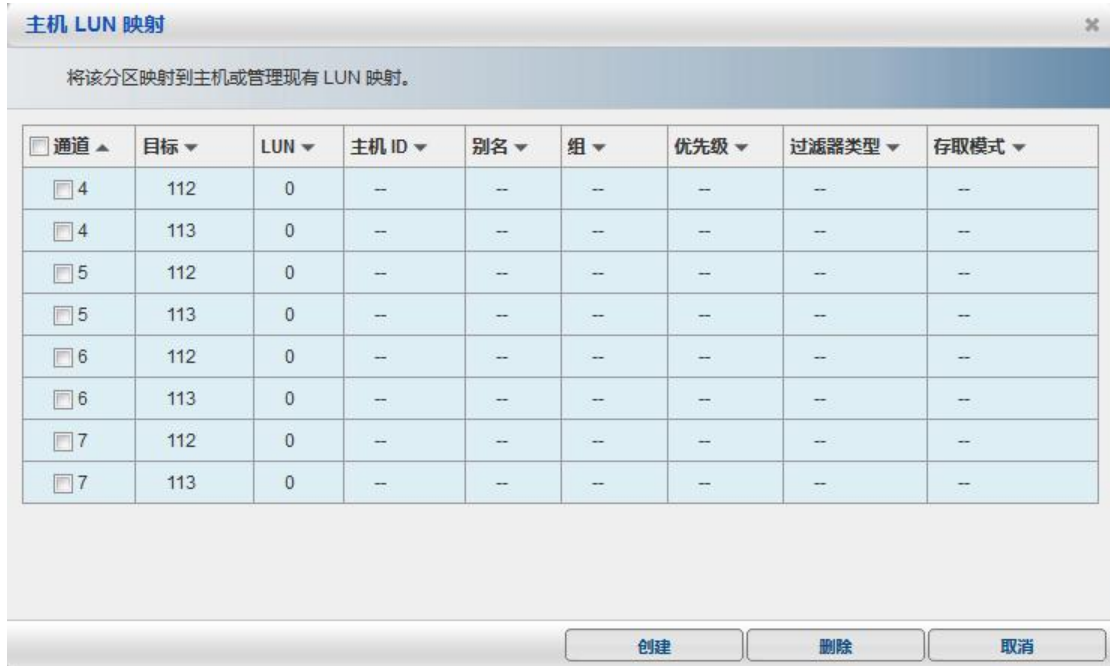 主机 LUN 映射
将该分区映射到主机或管理现有 LUN 映射。
通道 目标 LUN 主机 ID 别名 组 优先级 过滤器类型 存取模式
4 112 0 -- -- -- -- -- --
4 113 0 -- -- -- -- -- --
5 112 0 -- -- -- -- -- --
5 113 0 -- -- -- -- -- --
6 112 0 -- -- -- -- -- --
6 113 0 -- -- -- -- -- --
7 112 0 -- -- -- -- -- --
7 113 0 -- -- -- -- -- --
创建 删除 取消